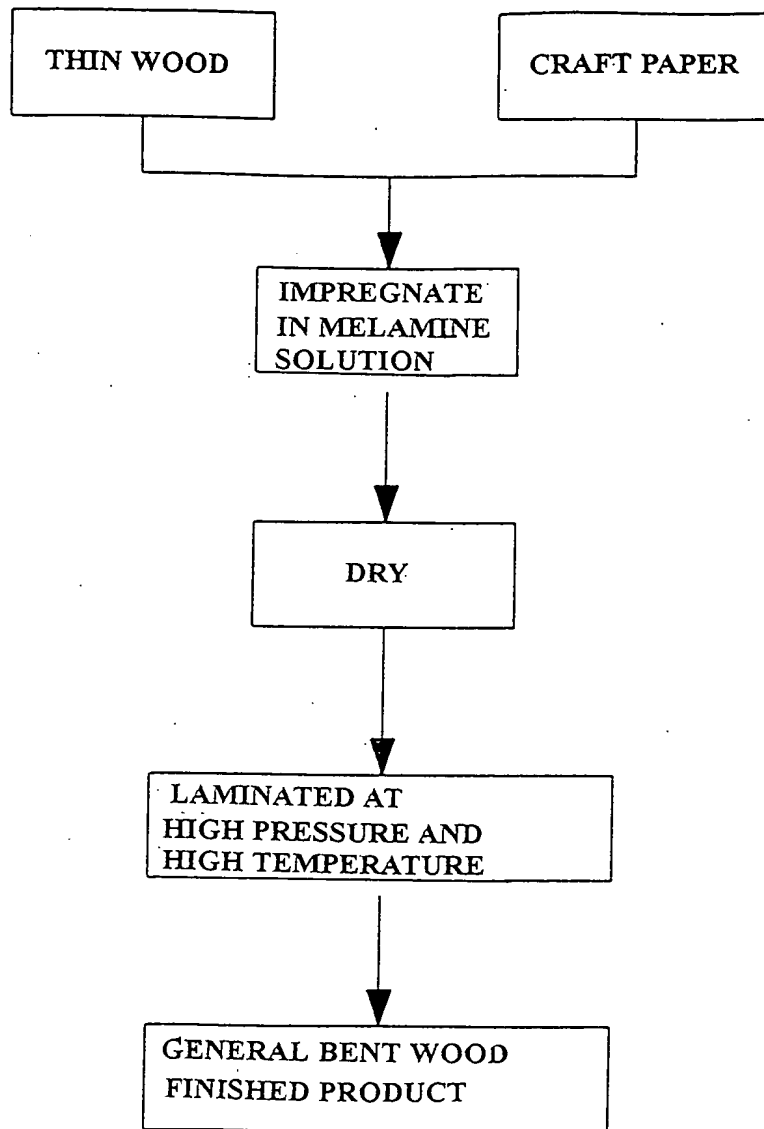 THIN WOOD
CRAFT PAPER
IMPREGNATE
IN MELAMINE
SOLUTION
DRY
LAMINATED AT
HIGH PRESSURE AND
HIGH TEMPERATURE
GENERAL BENT WOOD
FINISHED PRODUCT